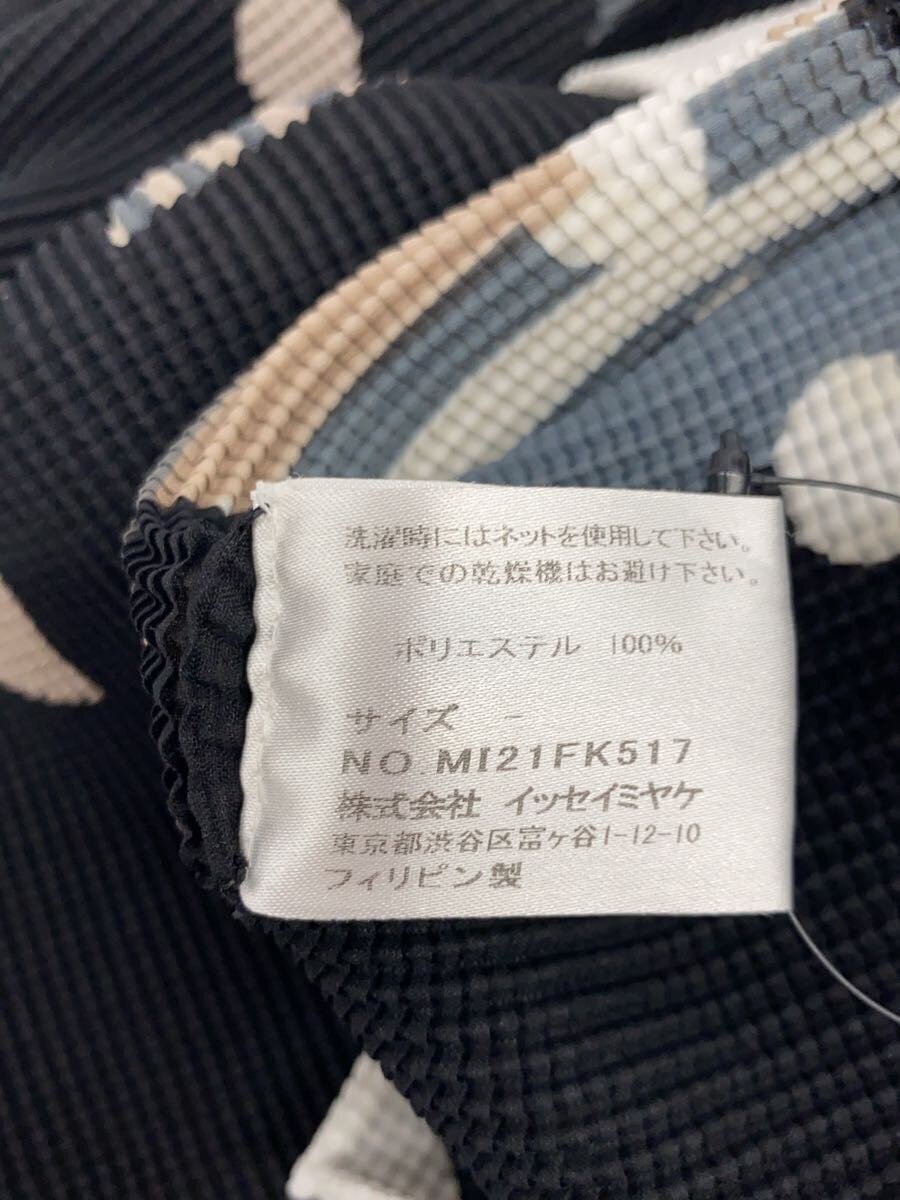 洗濯時にはネットを使用して下さい。
家庭での乾燥機はお避け下さい。
ポリエステル 100%
サイズ -
NO.MI21FK517
株式会社 イッセイミヤケ
東京都渋谷区富ヶ谷1-12-10
フィリピン製